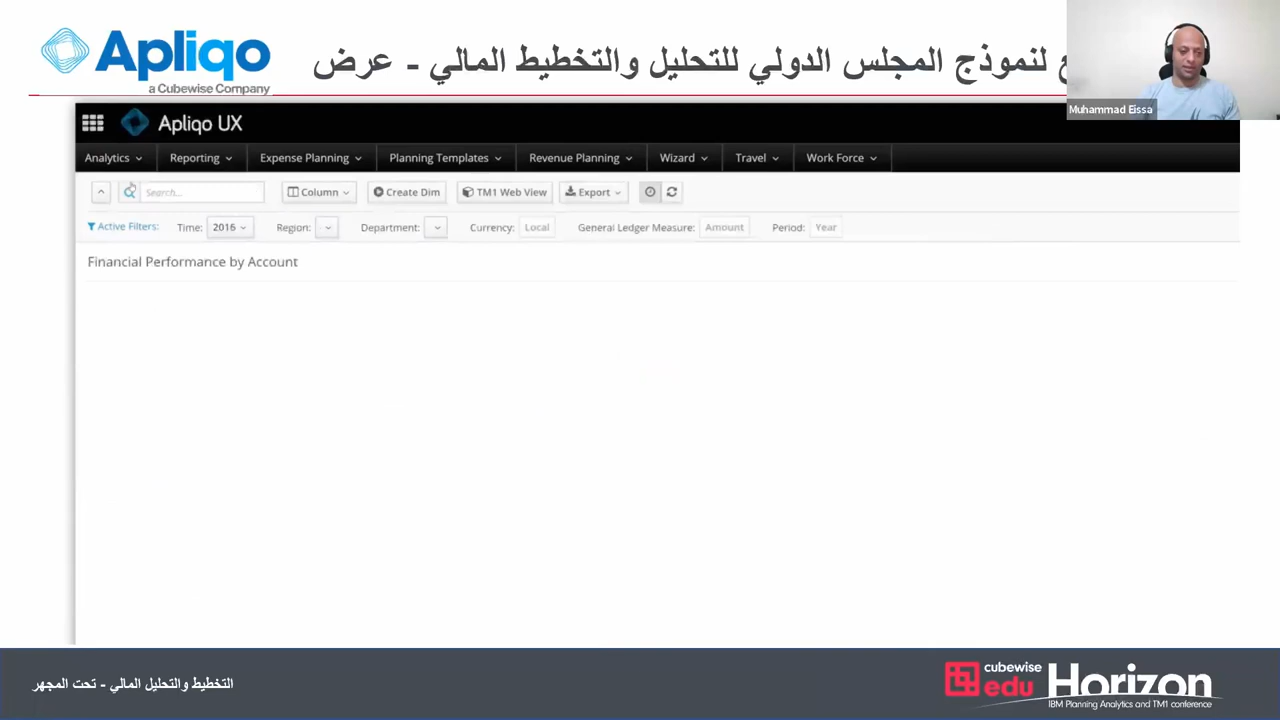 Apliqo
a Cubewise Company
لنموذج المجلس الدولي للتحليل والتخطيط المالي - عرض
Muhammad Eissa
Apliqo UX
Analytics
Reporting
Expense Planning
Planning Templates
Revenue Planning
Wizard
Travel
Work Force
Search...
Column
Create Dim
TM1 Web View
Export
Active Filters:
Time: 2016
Region:
Department:
Currency: Local
General Ledger Measure: Amount
Period: Year
Financial Performance by Account
التخطيط والتحليل المالي - تحت المجهر
cubewise
edu
Horizon
IBM Planning Analytics and TM1 conference